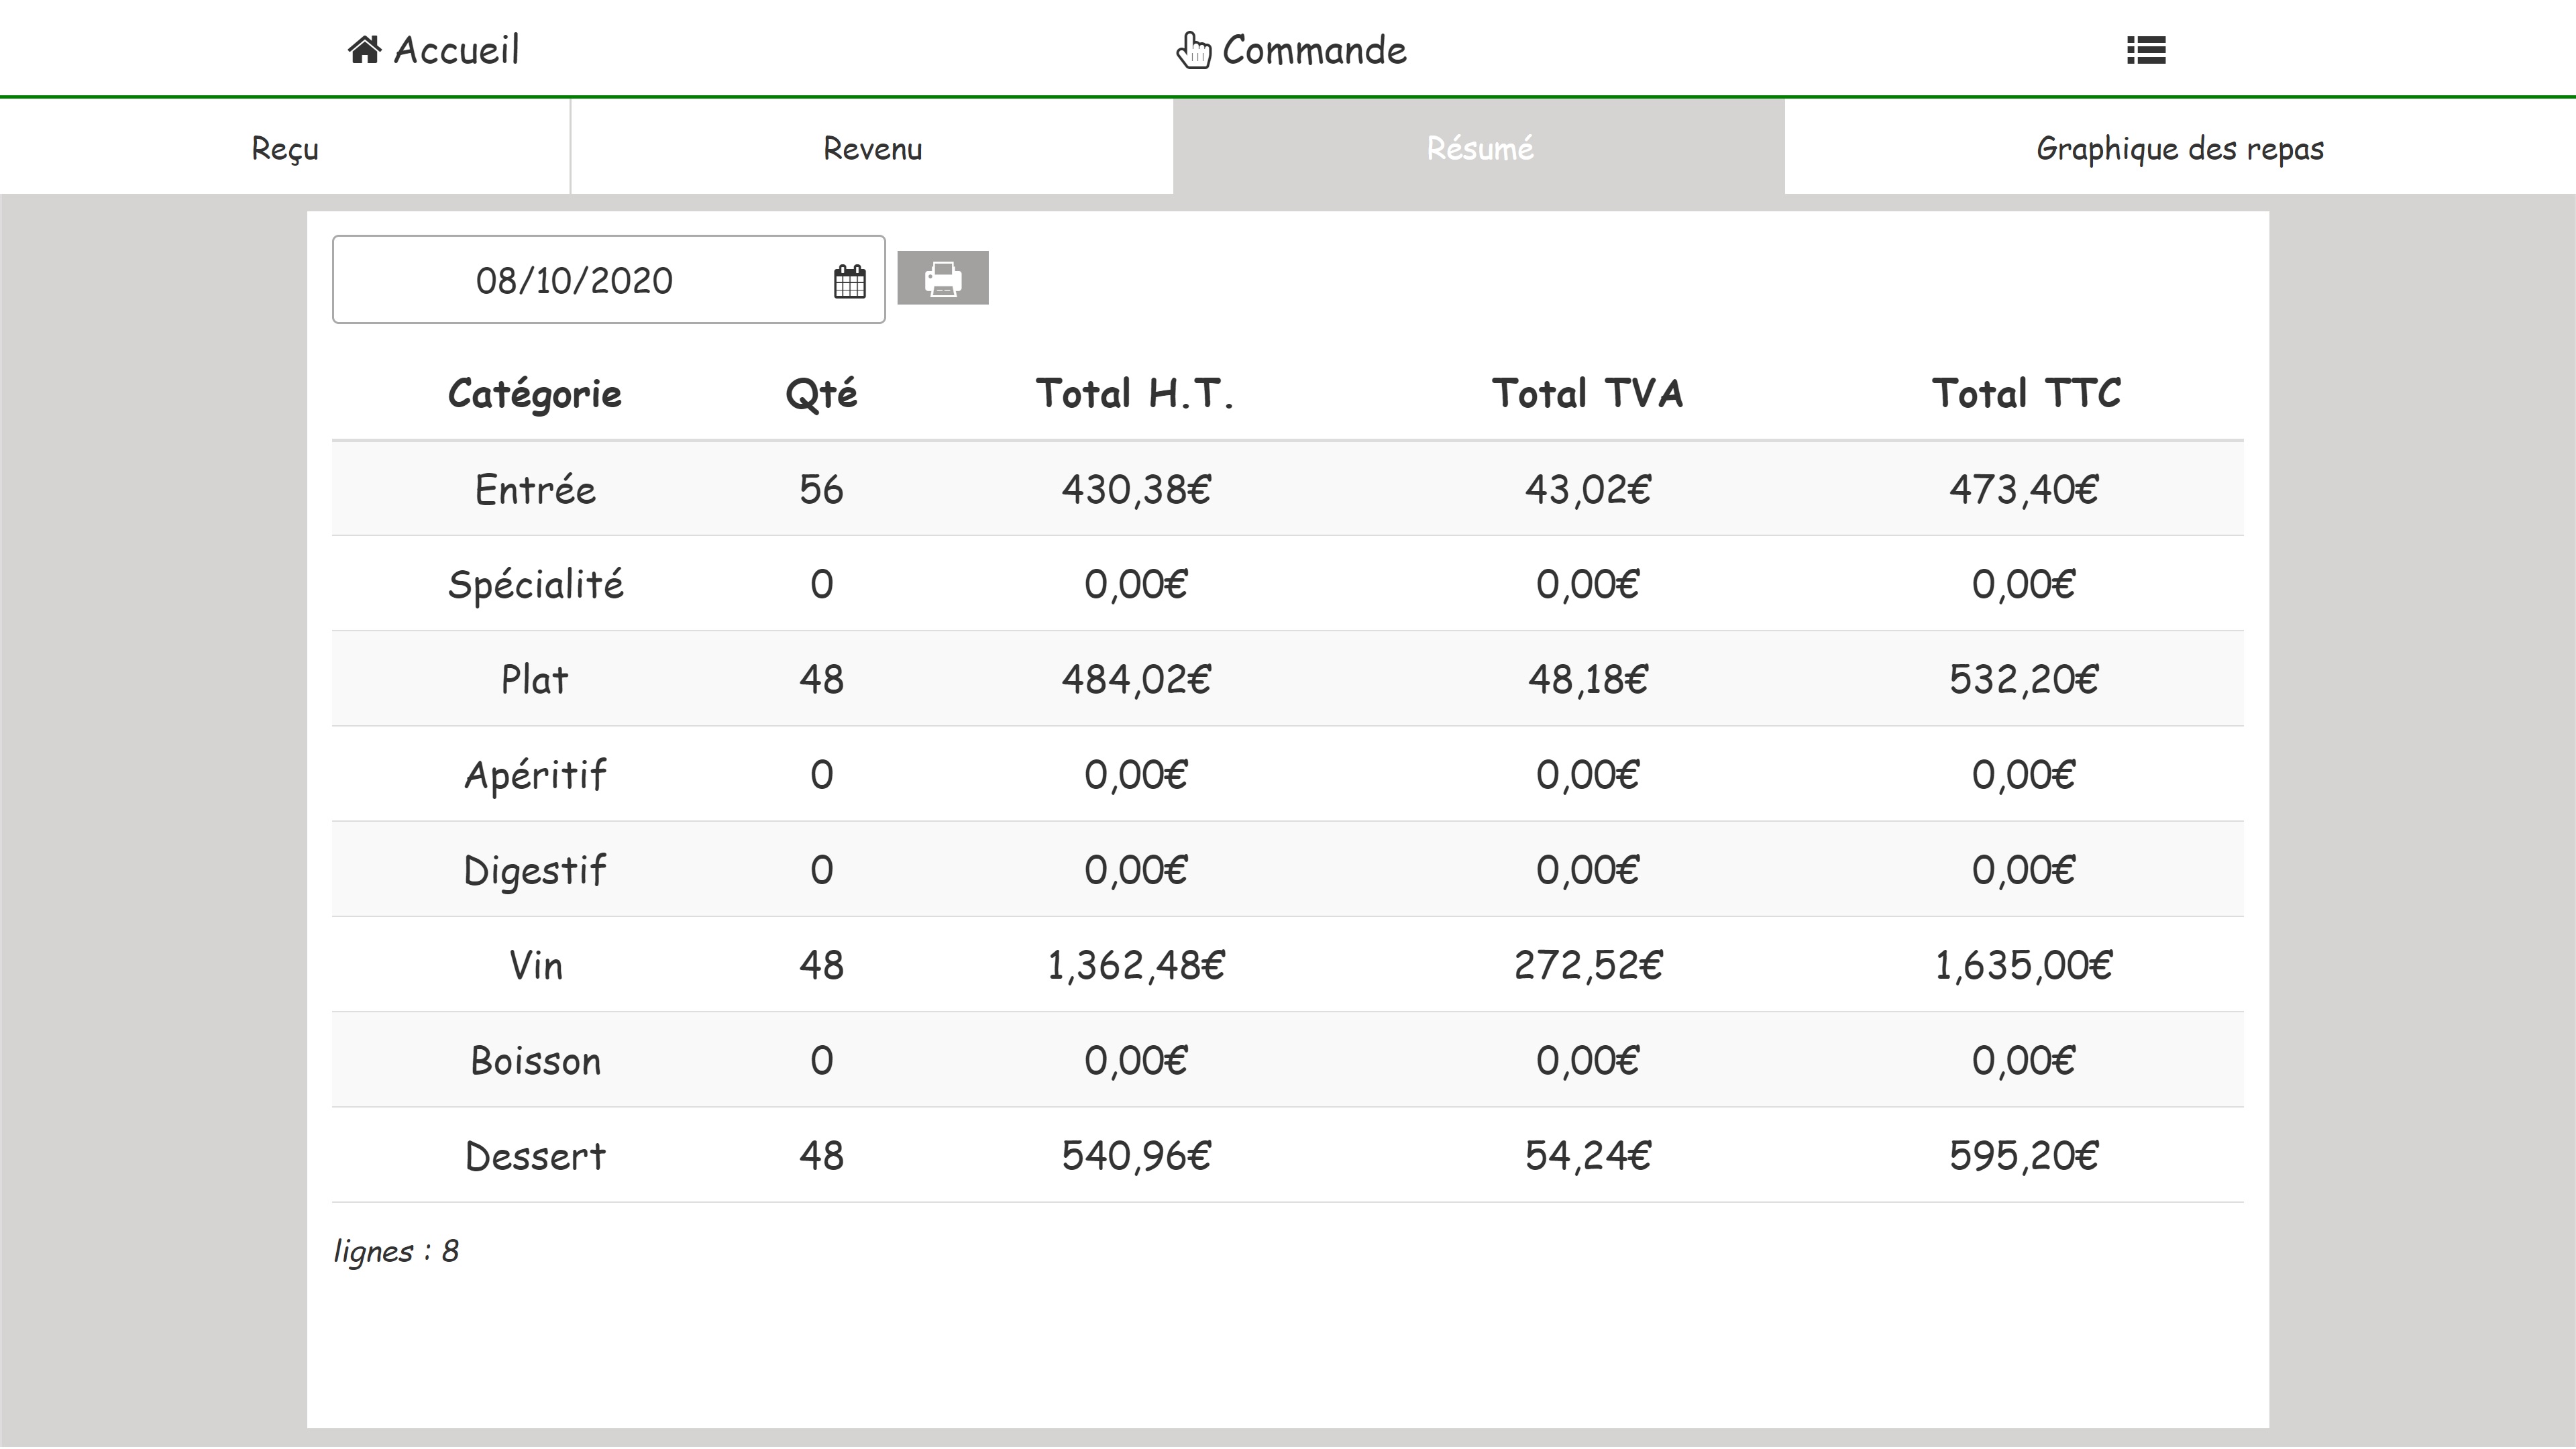 Accueil Commande
Reçu Revenu Résumé Graphique des repas
08/10/2020
Catégorie Qté Total H.T. Total TVA Total TTC
Entrée 56 430,38€ 43,02€ 473,40€
Spécialité 0 0,00€ 0,00€ 0,00€
Plat 48 484,02€ 48,18€ 532,20€
Apéritif 0 0,00€ 0,00€ 0,00€
Digestif 0 0,00€ 0,00€ 0,00€
Vin 48 1,362,48€ 272,52€ 1,635,00€
Boisson 0 0,00€ 0,00€ 0,00€
Dessert 48 540,96€ 54,24€ 595,20€
lignes : 8